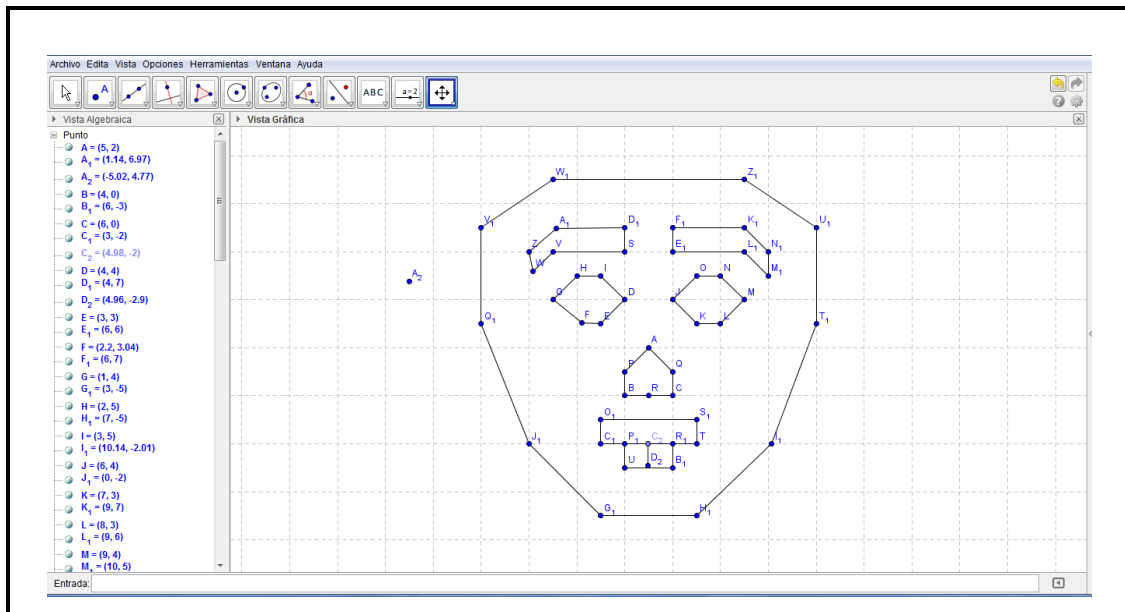 Archivo Edita Vista Opciones Herramientas Ventana Ayuda
A ABC a=2
Vista Algebraica
Vista Gráfica
Punto
A = (5, 2)
A₁ = (1.14, 6.97)
A₂ = (-5.02, 4.77)
B = (4, 0)
B₁ = (6, -3)
C = (6, 0)
C₁ = (3, -2)
C₂ = (4.98, -2)
D = (4, 4)
D₁ = (4, 7)
D₂ = (4.96, -2.9)
E = (3, 3)
E₁ = (6, 6)
F = (2.2, 3.04)
F₁ = (6, 7)
G = (1, 4)
G₁ = (3, -5)
H = (2, 5)
H₁ = (7, -5)
I = (3, 5)
I₁ = (10.14, -2.01)
J = (6, 4)
J₁ = (0, -2)
K = (7, 3)
K₁ = (9, 7)
L = (8, 3)
L₁ = (9, 6)
M = (9, 4)
M₁ = (10, 5)
W₁ Z₁
V₁ A₁ D₁ F₁ K₁ U₁
Z V S E₁ L₁ N₁
W M₁
A₂ H I O N
G D J M
Q₁ F E K L T₁
A
P Q
B R C
O₁ S₁
J₁ C₁ P₁ C₂ R₁ T I₁
U D₂ B₁
G₁ H₁
Entrada: